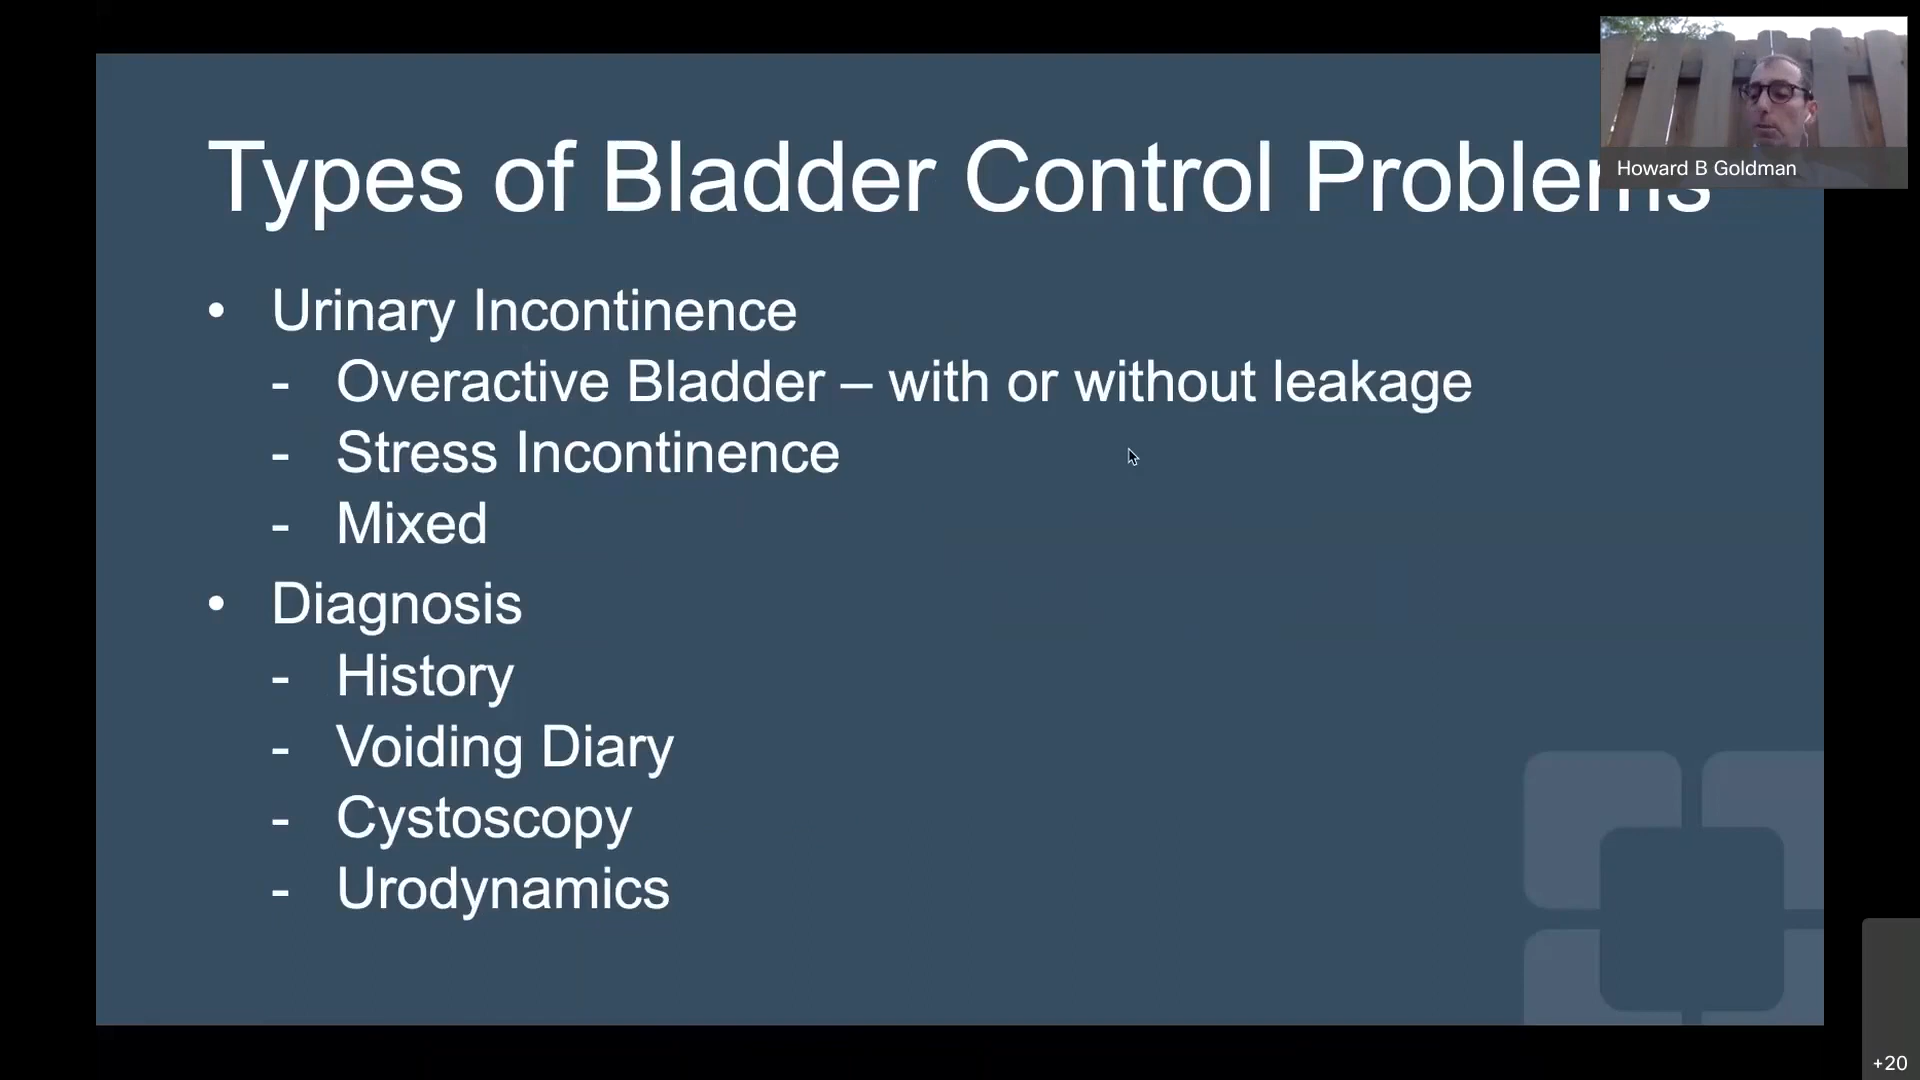 Types of Bladder Control Problems
Howard B Goldman
• Urinary Incontinence
- Overactive Bladder – with or without leakage
- Stress Incontinence
- Mixed
• Diagnosis
- History
- Voiding Diary
- Cystoscopy
- Urodynamics
+20